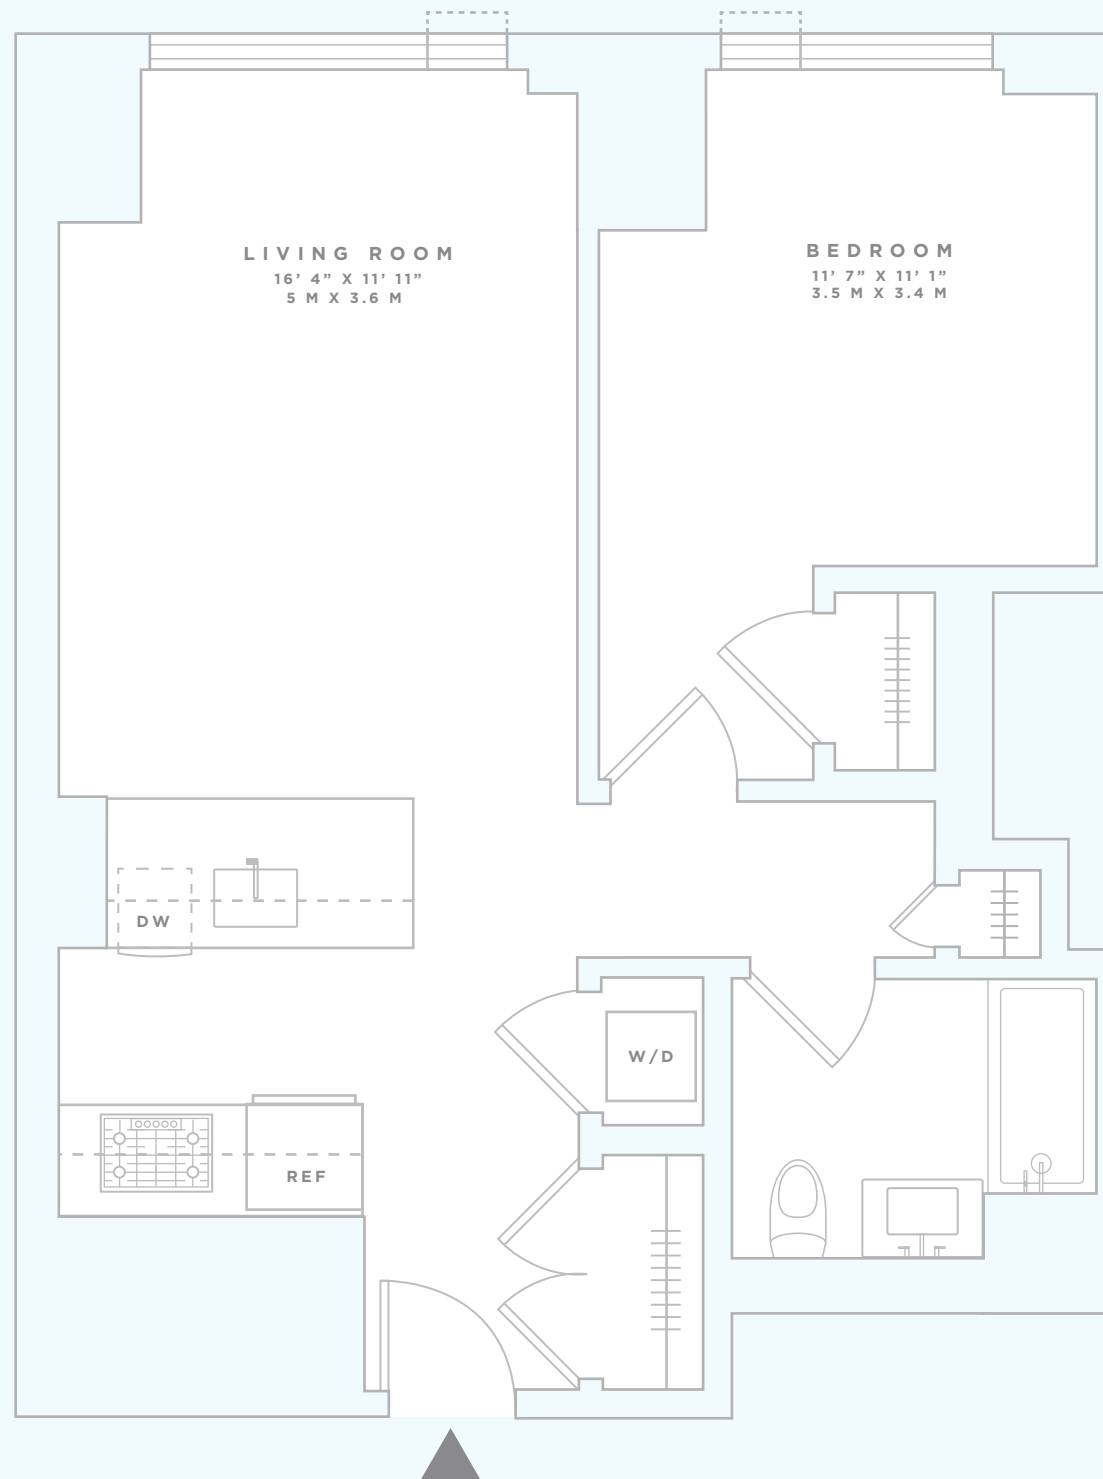 LIVING ROOM
16’ 4” X 11’ 11”
5 M X 3.6 M
BEDROOM
11’ 7” X 11’ 1”
3.5 M X 3.4 M
DW
W/D
REF